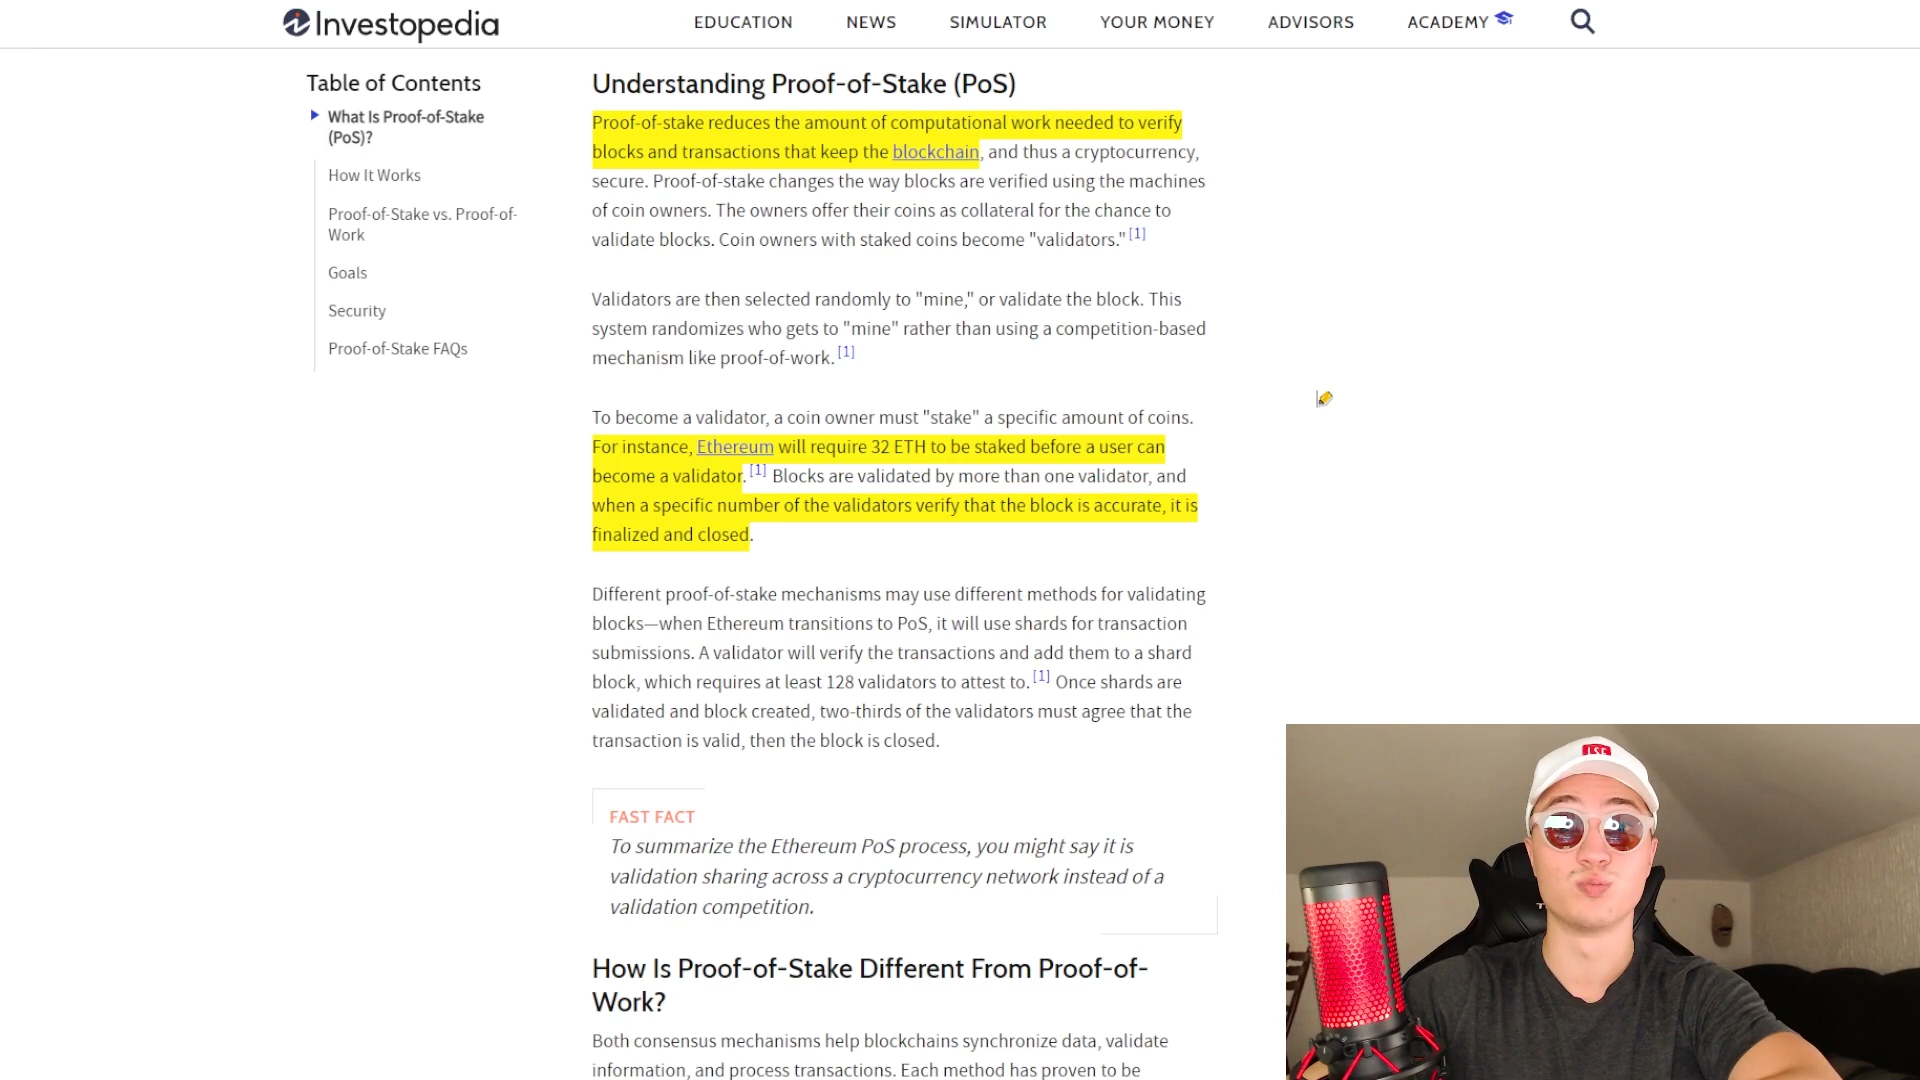 Investopedia
EDUCATION NEWS SIMULATOR YOUR MONEY ADVISORS ACADEMY
Table of Contents
What Is Proof-of-Stake
(PoS)?
How It Works
Proof-of-Stake vs. Proof-of-
Work
Goals
Security
Proof-of-Stake FAQs
Understanding Proof-of-Stake (PoS)
Proof-of-stake reduces the amount of computational work needed to verify
blocks and transactions that keep the blockchain, and thus a cryptocurrency,
secure. Proof-of-stake changes the way blocks are verified using the machines
of coin owners. The owners offer their coins as collateral for the chance to
validate blocks. Coin owners with staked coins become "validators." [1]
Validators are then selected randomly to "mine," or validate the block. This
system randomizes who gets to "mine" rather than using a competition-based
mechanism like proof-of-work. [1]
To become a validator, a coin owner must "stake" a specific amount of coins.
For instance, Ethereum will require 32 ETH to be staked before a user can
become a validator. [1] Blocks are validated by more than one validator, and
when a specific number of the validators verify that the block is accurate, it is
finalized and closed.
Different proof-of-stake mechanisms may use different methods for validating
blocks—when Ethereum transitions to PoS, it will use shards for transaction
submissions. A validator will verify the transactions and add them to a shard
block, which requires at least 128 validators to attest to. [1] Once shards are
validated and block created, two-thirds of the validators must agree that the
transaction is valid, then the block is closed.
FAST FACT
To summarize the Ethereum PoS process, you might say it is
validation sharing across a cryptocurrency network instead of a
validation competition.
How Is Proof-of-Stake Different From Proof-of-
Work?
Both consensus mechanisms help blockchains synchronize data, validate
information, and process transactions. Each method has proven to be
LSE